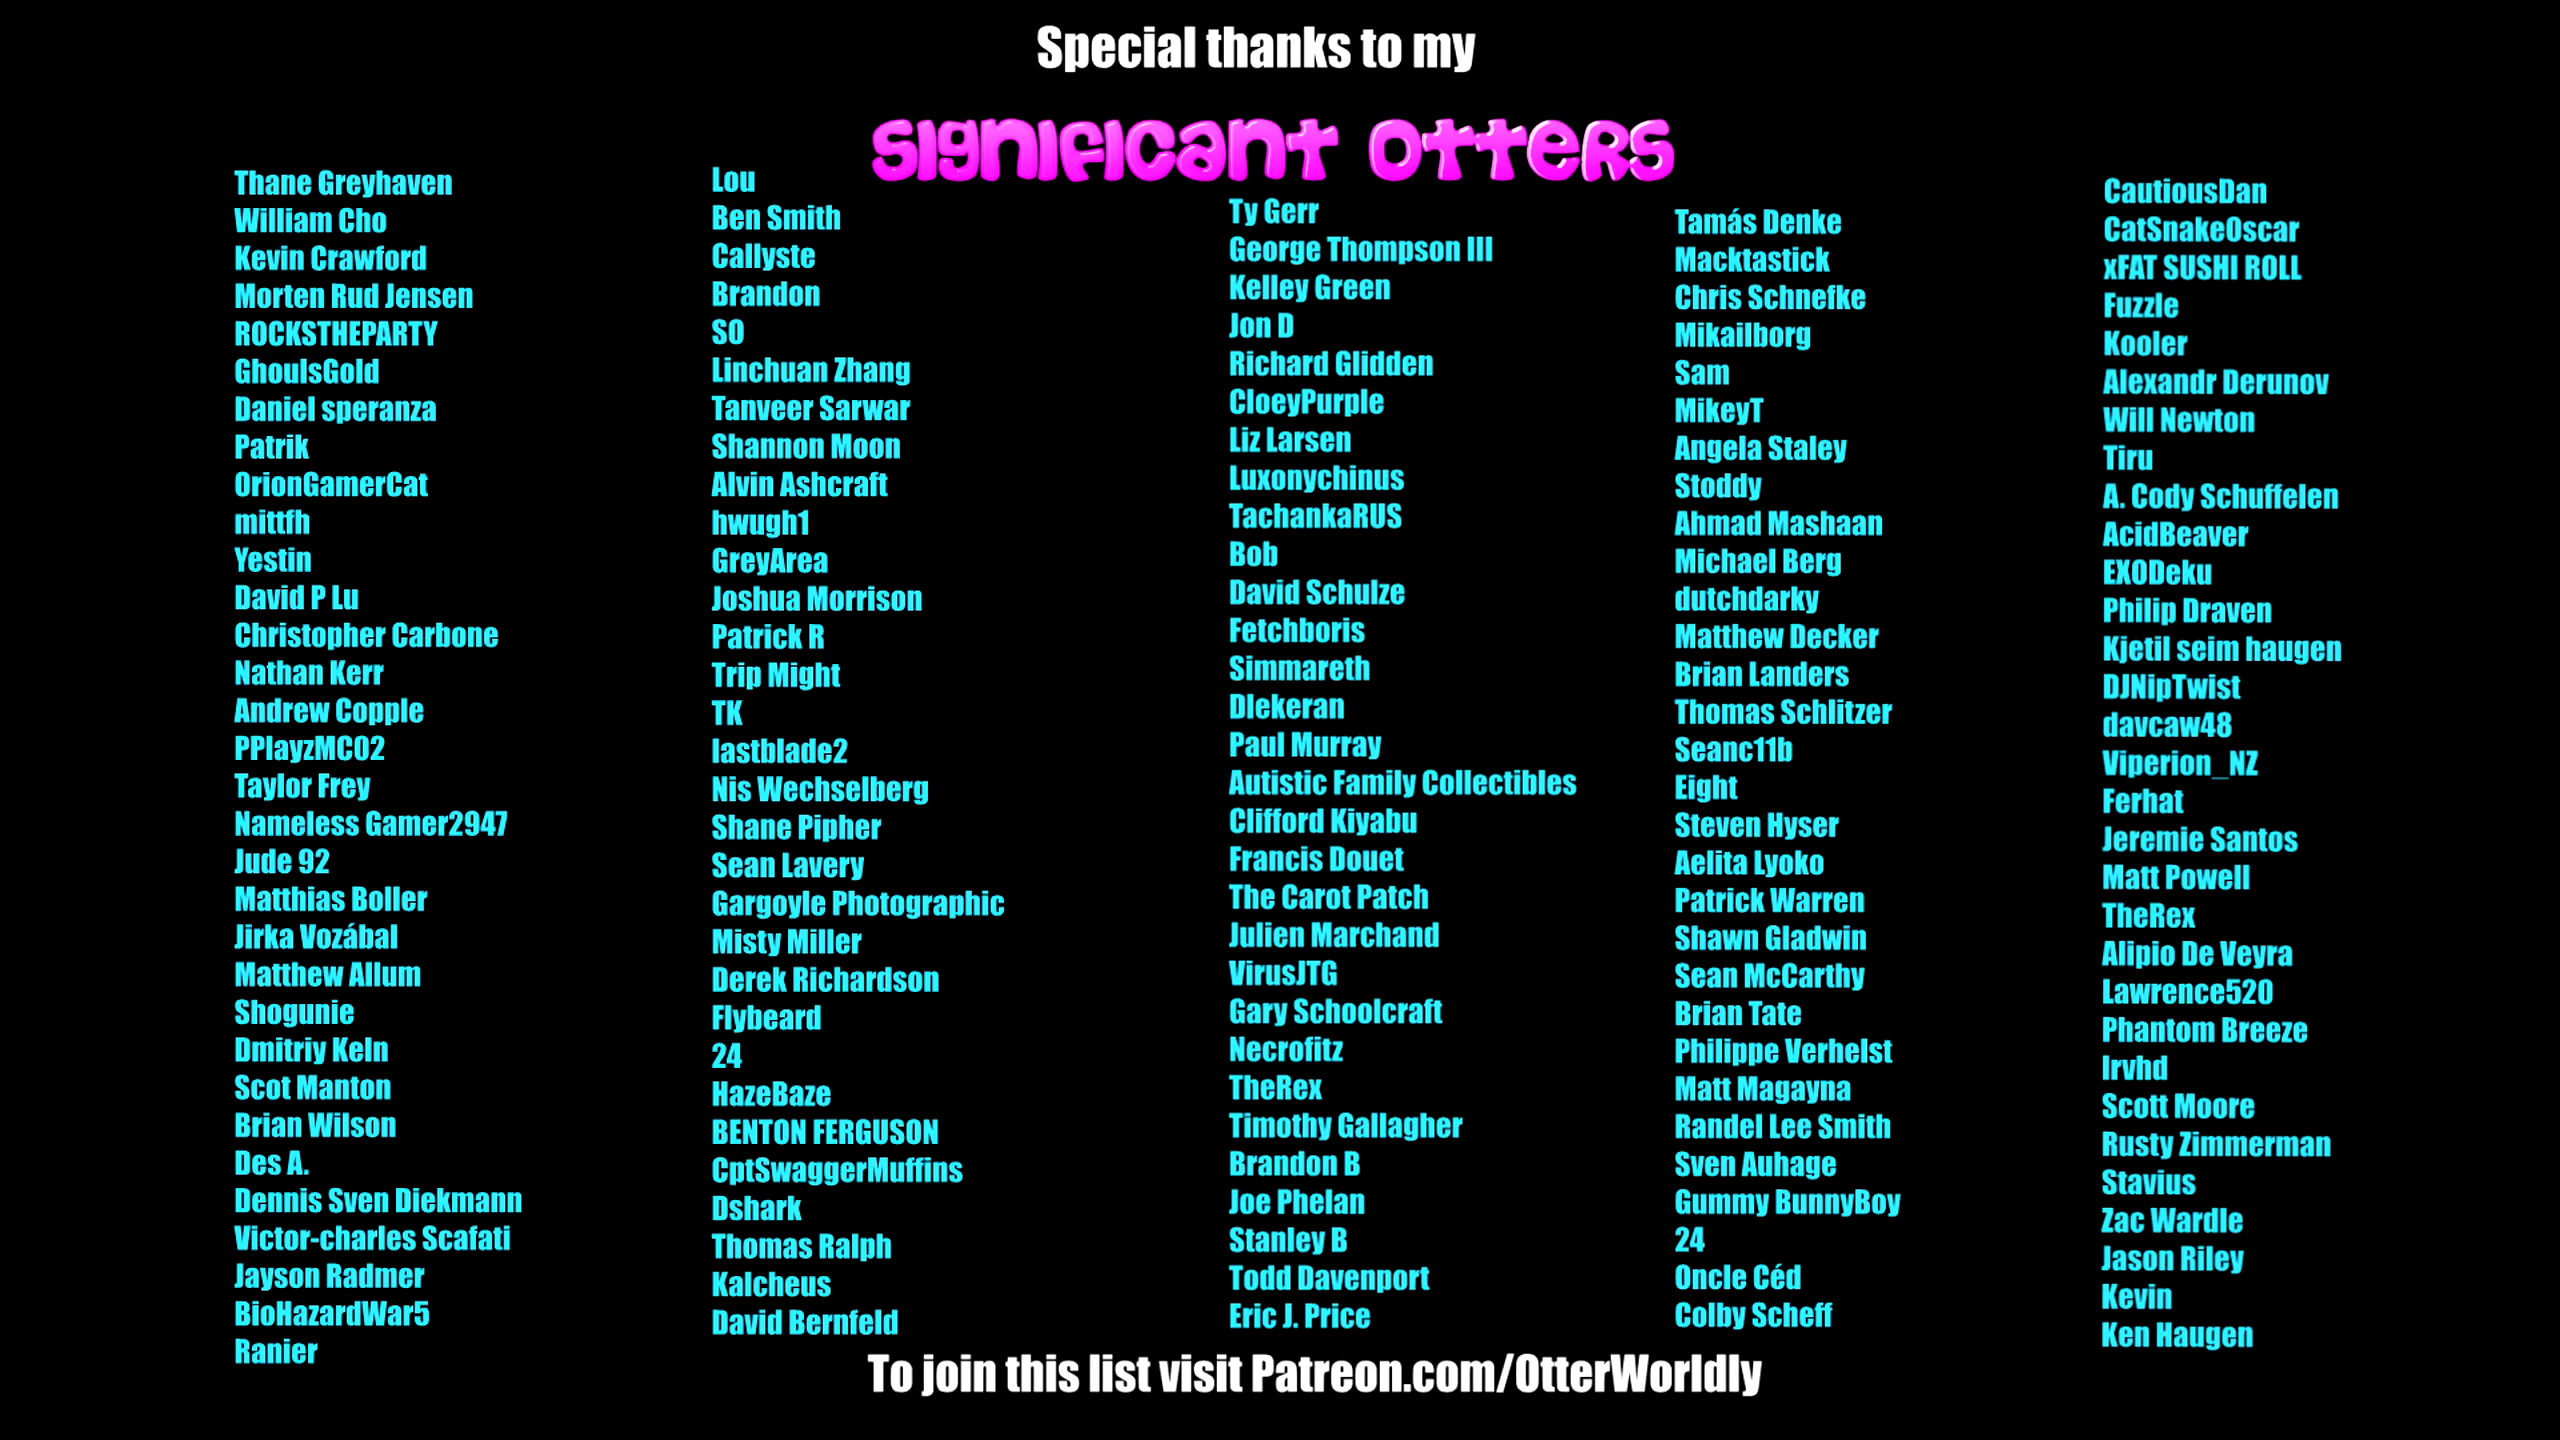 Special thanks to my
Significant Otters
Thane Greyhaven
William Cho
Kevin Crawford
Morten Rud Jensen
ROCKSTHEPARTY
GhoulsGold
Daniel speranza
Patrik
OrionGamerCat
mittfh
Yestin
David P Lu
Christopher Carbone
Nathan Kerr
Andrew Copple
PPlayzMC02
Taylor Frey
Nameless Gamer2947
Jude 92
Matthias Boller
Jirka Vozábal
Matthew Allum
Shogunie
Dmitriy Keln
Scot Manton
Brian Wilson
Des A.
Dennis Sven Diekmann
Victor-charles Scafati
Jayson Radmer
BioHazardWar5
Ranier
Lou
Ben Smith
Callyste
Brandon
SO
Linchuan Zhang
Tanveer Sarwar
Shannon Moon
Alvin Ashcraft
hwugh1
GreyArea
Joshua Morrison
Patrick R
Trip Might
TK
lastblade2
Nis Wechselberg
Shane Pipher
Sean Lavery
Gargoyle Photographic
Misty Miller
Derek Richardson
Flybeard
24
HazeBaze
BENTON FERGUSON
CptSwaggerMuffins
Dshark
Thomas Ralph
Kalcheus
David Bernfeld
Ty Gerr
George Thompson III
Kelley Green
Jon D
Richard Glidden
CloeyPurple
Liz Larsen
Luxonychinus
TachankaRUS
Bob
David Schulze
Fetchboris
Simmareth
Dlekeran
Paul Murray
Autistic Family Collectibles
Clifford Kiyabu
Francis Douet
The Carot Patch
Julien Marchand
VirusJTG
Gary Schoolcraft
Necrofitz
TheRex
Timothy Gallagher
Brandon B
Joe Phelan
Stanley B
Todd Davenport
Eric J. Price
Tamás Denke
Macktastick
Chris Schnefke
Mikailborg
Sam
MikeyT
Angela Staley
Stoddy
Ahmad Mashaan
Michael Berg
dutchdarky
Matthew Decker
Brian Landers
Thomas Schlitzer
Seanc11b
Eight
Steven Hyser
Aelita Lyoko
Patrick Warren
Shawn Gladwin
Sean McCarthy
Brian Tate
Philippe Verhelst
Matt Magayna
Randel Lee Smith
Sven Auhage
Gummy BunnyBoy
24
Oncle Céd
Colby Scheff
CautiousDan
CatSnakeOscar
xFAT SUSHI ROLL
Fuzzle
Kooler
Alexandr Derunov
Will Newton
Tiru
A. Cody Schuffelen
AcidBeaver
EXODeku
Philip Draven
Kjetil seim haugen
DJNipTwist
davcaw48
Viperion_NZ
Ferhat
Jeremie Santos
Matt Powell
TheRex
Alipio De Veyra
Lawrence520
Phantom Breeze
Irvhd
Scott Moore
Rusty Zimmerman
Stavius
Zac Wardle
Jason Riley
Kevin
Ken Haugen
To join this list visit Patreon.com/OtterWorldly